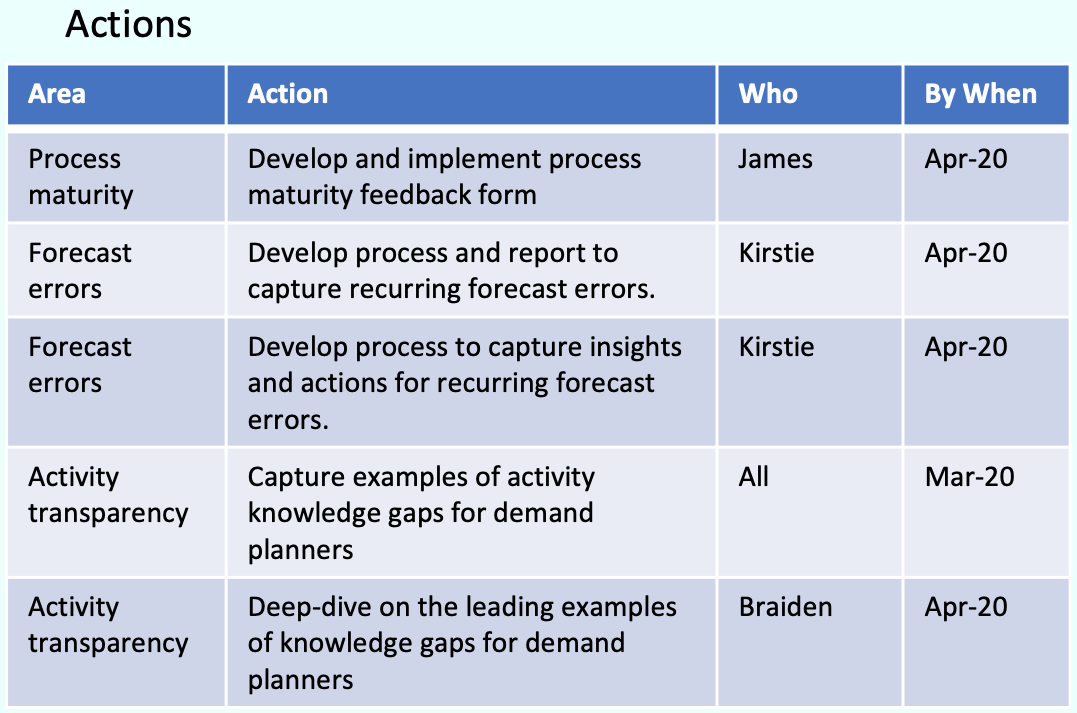 Actions
Area Action Who By When
Process Develop and implement process James Apr-20
maturity maturity feedback form
Forecast Develop process and report to Kirstie Apr-20
errors capture recurring forecast errors.
Forecast Develop process to capture insights Kirstie Apr-20
errors and actions for recurring forecast
errors.
Activity Capture examples of activity All Mar-20
transparency knowledge gaps for demand
planners
Activity Deep-dive on the leading examples Braiden Apr-20
transparency of knowledge gaps for demand
planners